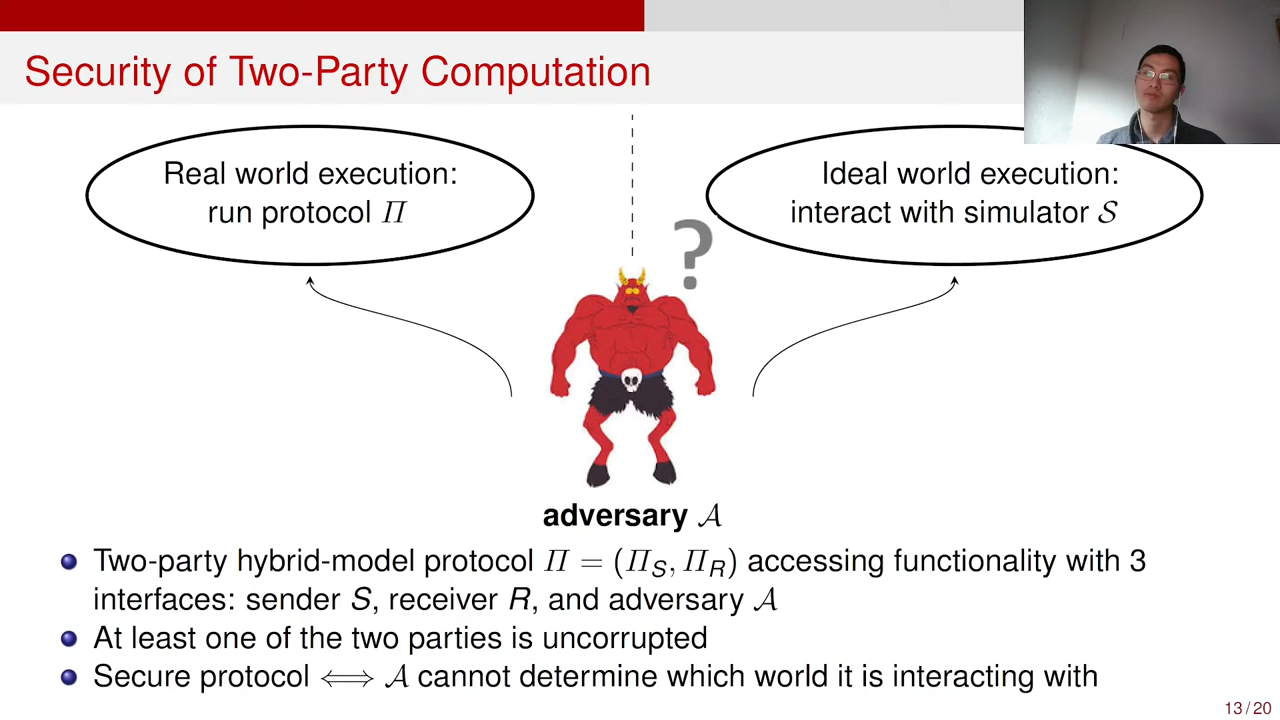 Security of Two-Party Computation
Real world execution:
run protocol Π
Ideal world execution:
interact with simulator 𝒮
?
adversary 𝒜
Two-party hybrid-model protocol Π = (Π_S, Π_R) accessing functionality with 3
interfaces: sender S, receiver R, and adversary 𝒜
At least one of the two parties is uncorrupted
Secure protocol ⟺ 𝒜 cannot determine which world it is interacting with
13 / 20